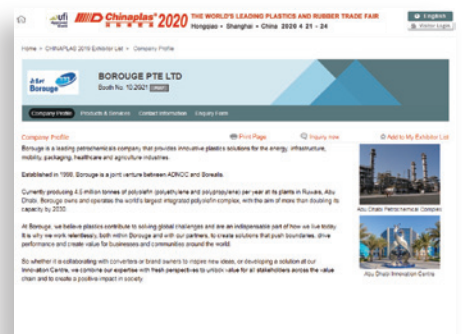 ufi
Chinaplas 2020
THE WORLD'S LEADING PLASTICS AND RUBBER TRADE FAIR
Hongqiao • Shanghai • China 2020 4 21 - 24
English
Visitor Login
Home > CHINAPLAS 2019 Exhibitor List > Company Profile
Borouge
BOROUGE PTE LTD
Booth No. 10.2G21
Company Profile Products & Services Contact Information Enquiry Form
Company Profile Print Page Inquiry now Add to My Exhibitor List
Borouge is a leading petrochemicals company that provides innovative plastics solutions for the energy, infrastructure,
mobility, packaging, healthcare and agriculture industries.
Established in 1998, Borouge is a joint venture between ADNOC and Borealis.
Currently producing 4.5 million tonnes of polyolefin (polyethylene and polypropylene) per year at its plants in Ruwais, Abu
Dhabi, Borouge owns and operates the world's largest integrated polyolefin complex, with the aim of more than doubling its
capacity by 2030.
At Borouge, we believe plastics contribute to solving global challenges and are an indispensable part of how we live today.
It is why we work relentlessly, both within Borouge and with our partners, to create solutions that push boundaries, drive
performance and create value for businesses and communities around the world.
So whether it is collaborating with converters or brand owners to inspire new ideas, or developing a solution at our
Innovation Centre, we combine our expertise with fresh perspectives to unlock value for all stakeholders across the value
chain and to create a positive impact in society.
Abu Dhabi Petrochemical Complex
Abu Dhabi Innovation Centre